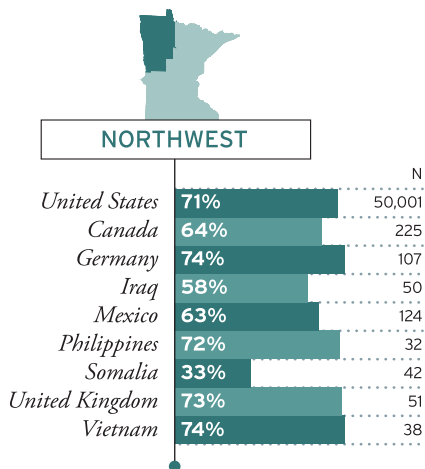 NORTHWEST
N
United States 71% 50,001
Canada 64% 225
Germany 74% 107
Iraq 58% 50
Mexico 63% 124
Philippines 72% 32
Somalia 33% 42
United Kingdom 73% 51
Vietnam 74% 38